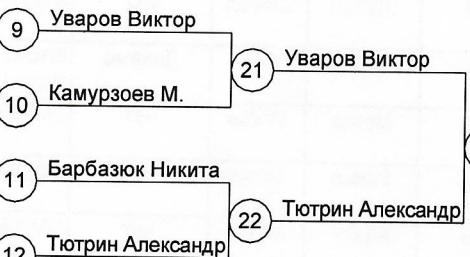 9 Уваров Виктор
21 Уваров Виктор
10 Камурзоев М.
11 Барбазюк Никита
22 Тютрин Александр
12 Тютрин Александр